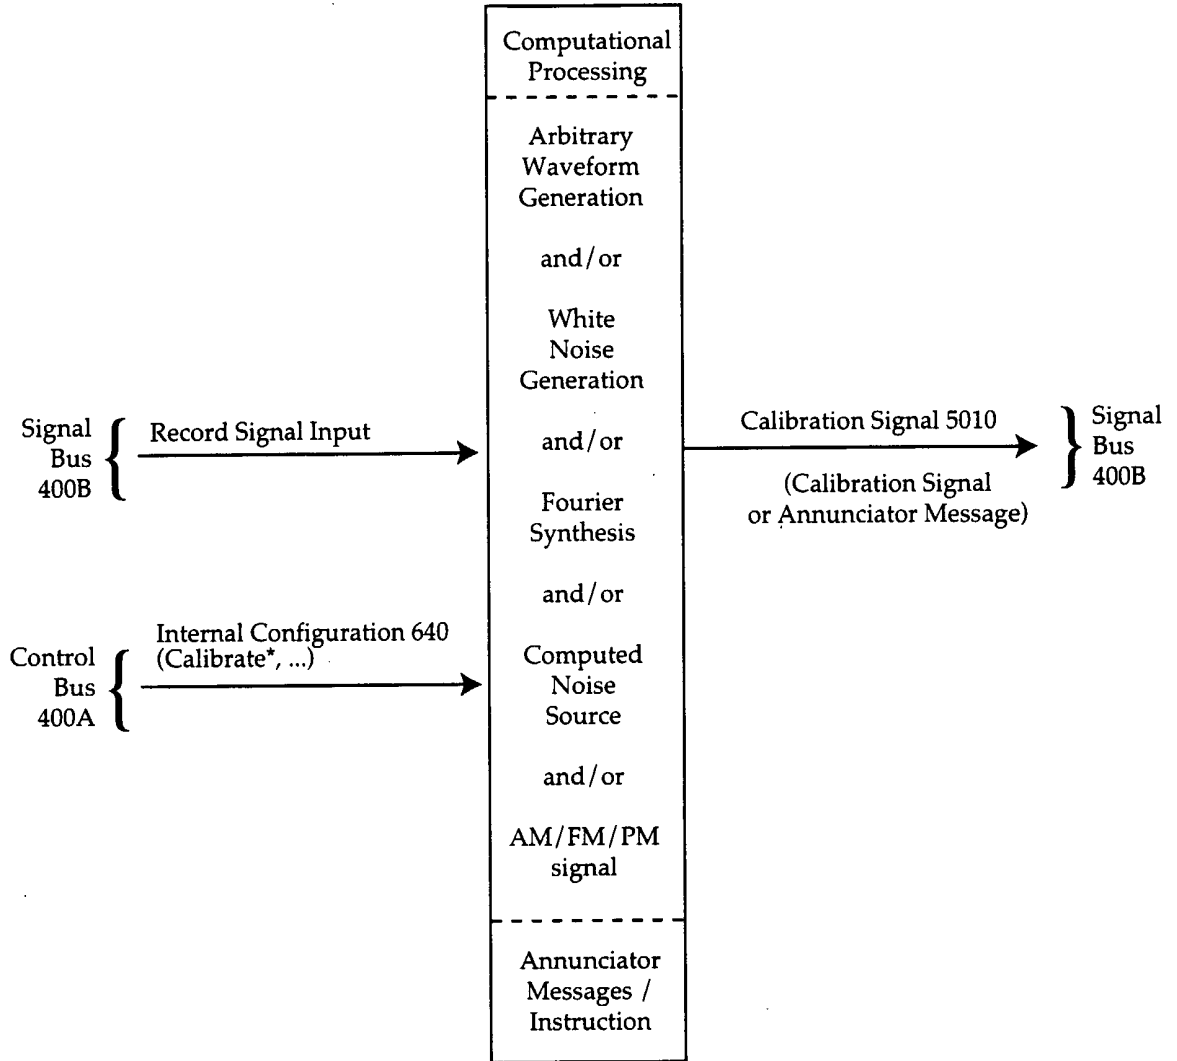 Computational
Processing
Arbitrary
Waveform
Generation
and/or
White
Noise
Generation
and/or
Fourier
Synthesis
and/or
Computed
Noise
Source
and/or
AM/FM/PM
signal
Annunciator
Messages /
Instruction
Signal
Bus
400B
Record Signal Input
Control
Bus
400A
Internal Configuration 640
(Calibrate*, ...)
Calibration Signal 5010
(Calibration Signal
or Annunciator Message)
Signal
Bus
400B